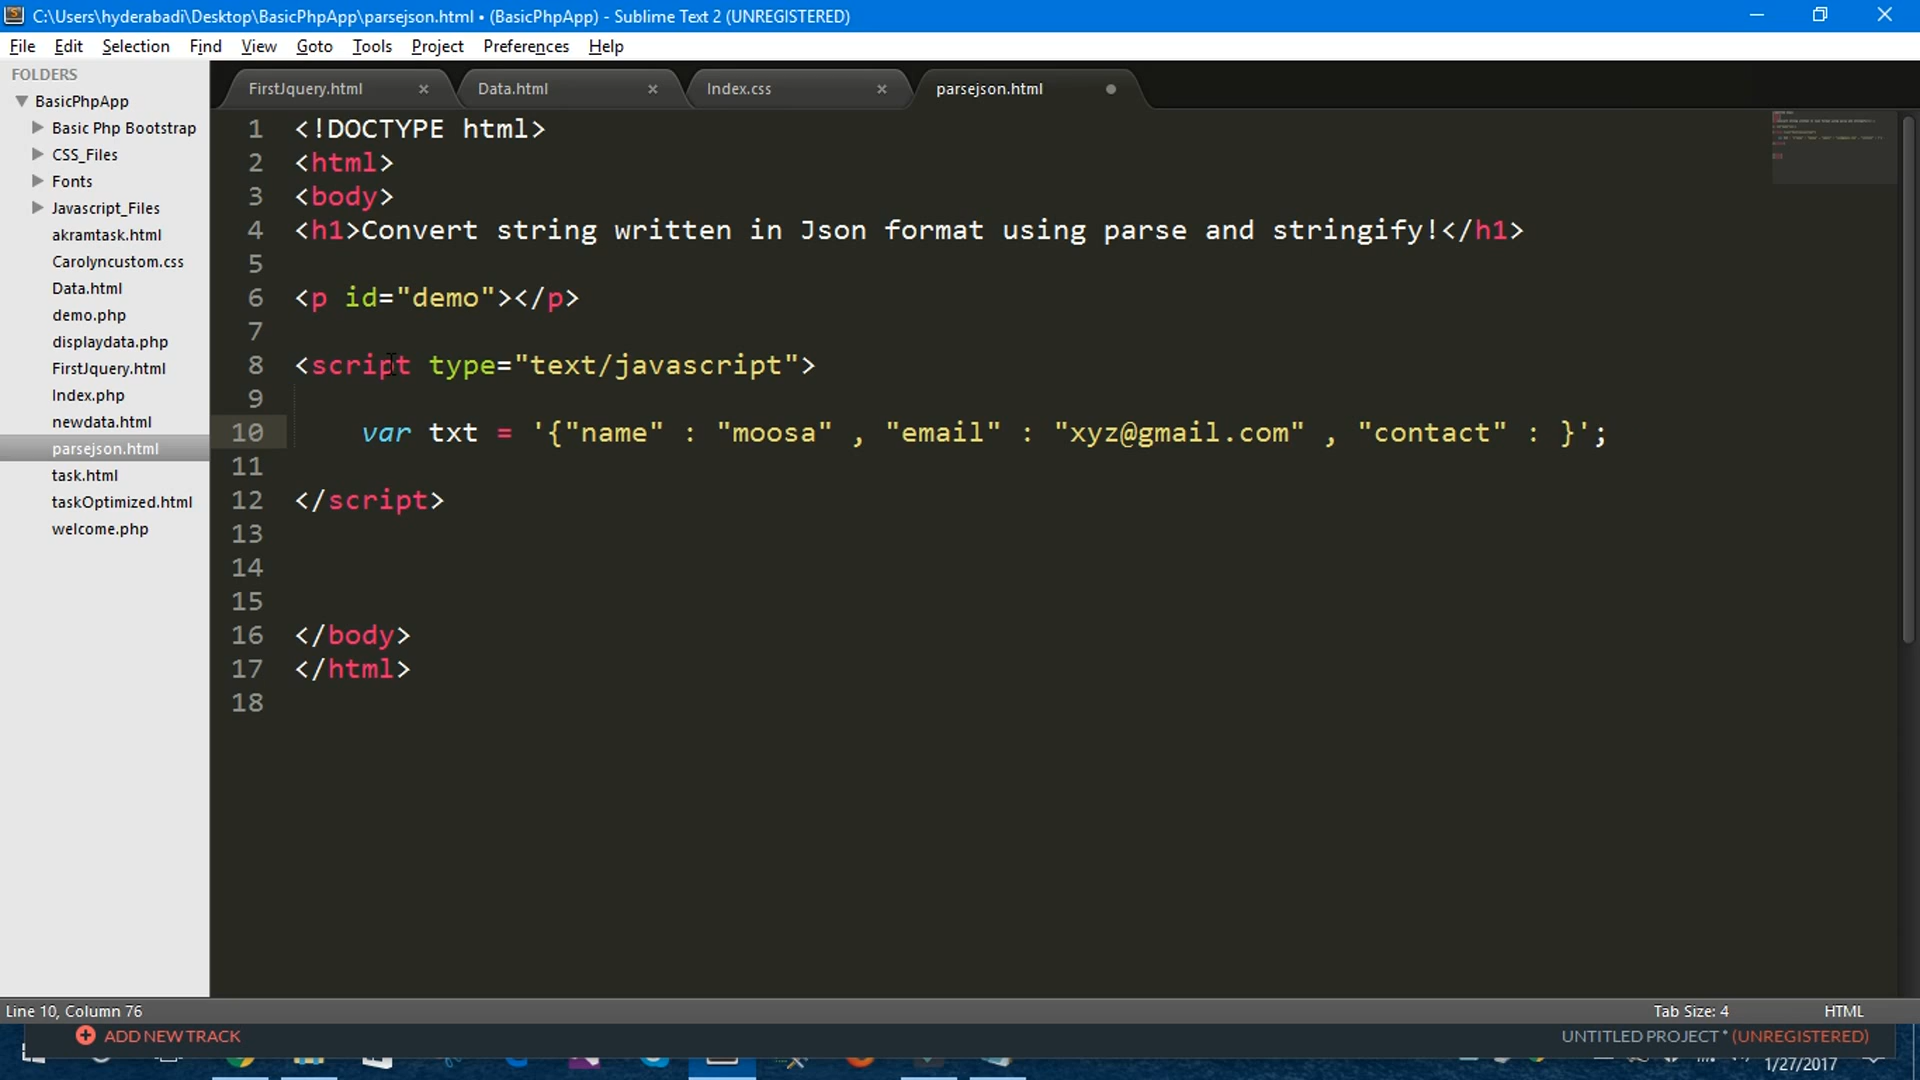 C:\Users\hyderabadi\Desktop\BasicPhpApp\parsejson.html • (BasicPhpApp) - Sublime Text 2 (UNREGISTERED)
File Edit Selection Find View Goto Tools Project Preferences Help
FOLDERS
BasicPhpApp
Basic Php Bootstrap
CSS_Files
Fonts
Javascript_Files
akramtask.html
Carolyncustom.css
Data.html
demo.php
displaydata.php
FirstJquery.html
Index.php
newdata.html
parsejson.html
task.html
taskOptimized.html
welcome.php
FirstJquery.html Data.html Index.css parsejson.html
1 <!DOCTYPE html>
2 <html>
3 <body>
4 <h1>Convert string written in Json format using parse and stringify!</h1>
5
6 <p id="demo"></p>
7
8 <script type="text/javascript">
9
10 var txt = '{"name" : "moosa" , "email" : "xyz@gmail.com" , "contact" : }';
11
12 </script>
13
14
15
16 </body>
17 </html>
18
Line 10, Column 76 Tab Size: 4 HTML
ADD NEW TRACK UNTITLED PROJECT * (UNREGISTERED)
1/27/2017